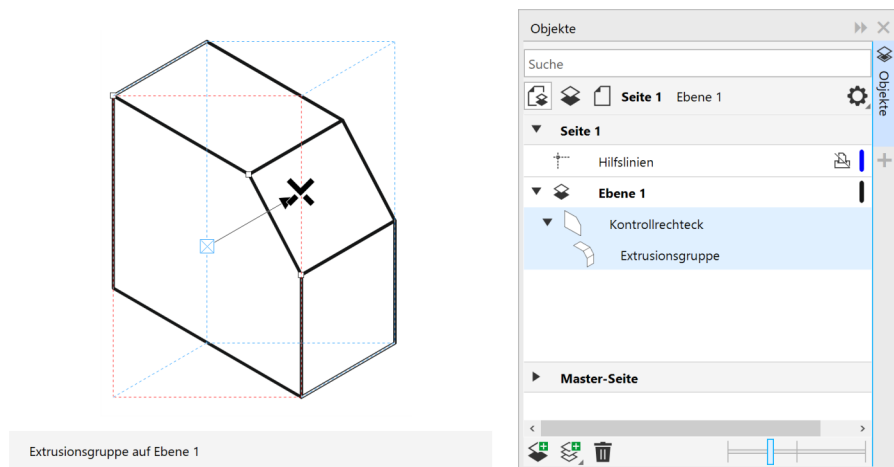 Objekte
Suche
Seite 1 Ebene 1
Objekte
Seite 1
Hilfslinien
Ebene 1
Kontrollrechteck
Extrusionsgruppe
Master-Seite
Extrusionsgruppe auf Ebene 1